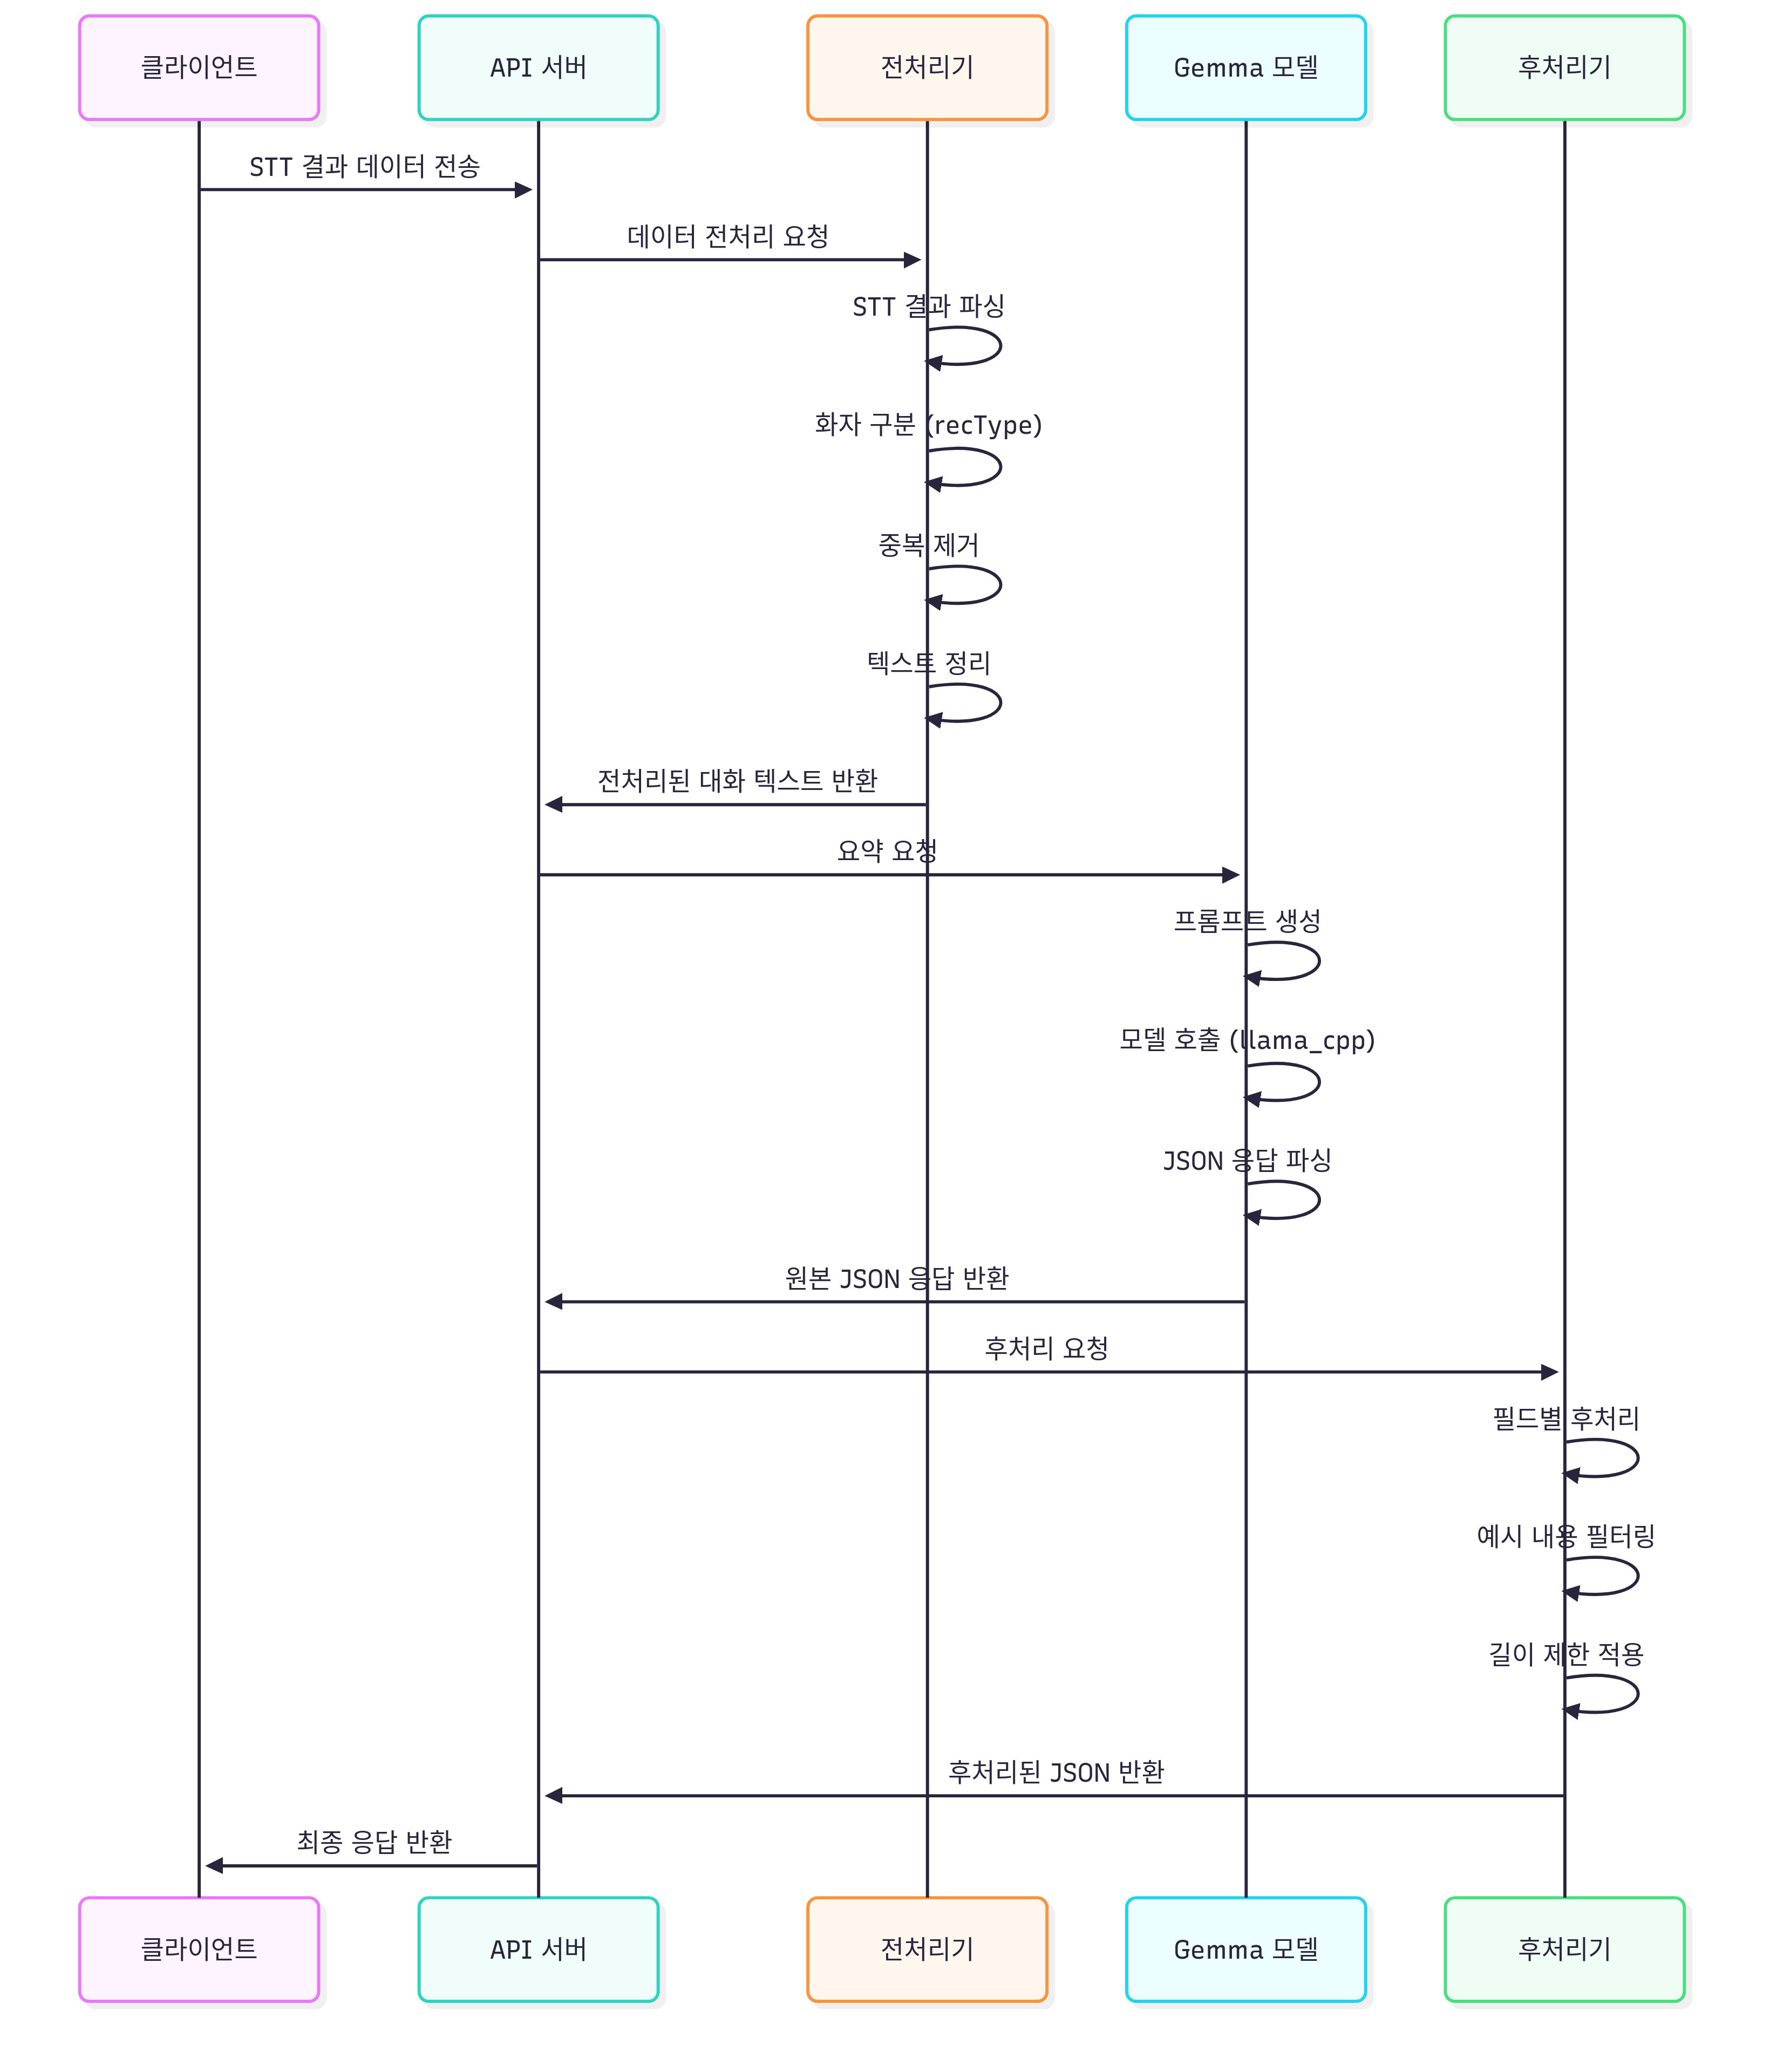 클라이언트
API 서버
전처리기
Gemma 모델
후처리기
STT 결과 데이터 전송
데이터 전처리 요청
STT 결과 파싱
화자 구분 (recType)
중복 제거
텍스트 정리
전처리된 대화 텍스트 반환
요약 요청
프롬프트 생성
모델 호출 (llama_cpp)
JSON 응답 파싱
원본 JSON 응답 반환
후처리 요청
필드별 후처리
예시 내용 필터링
길이 제한 적용
후처리된 JSON 반환
최종 응답 반환
클라이언트
API 서버
전처리기
Gemma 모델
후처리기